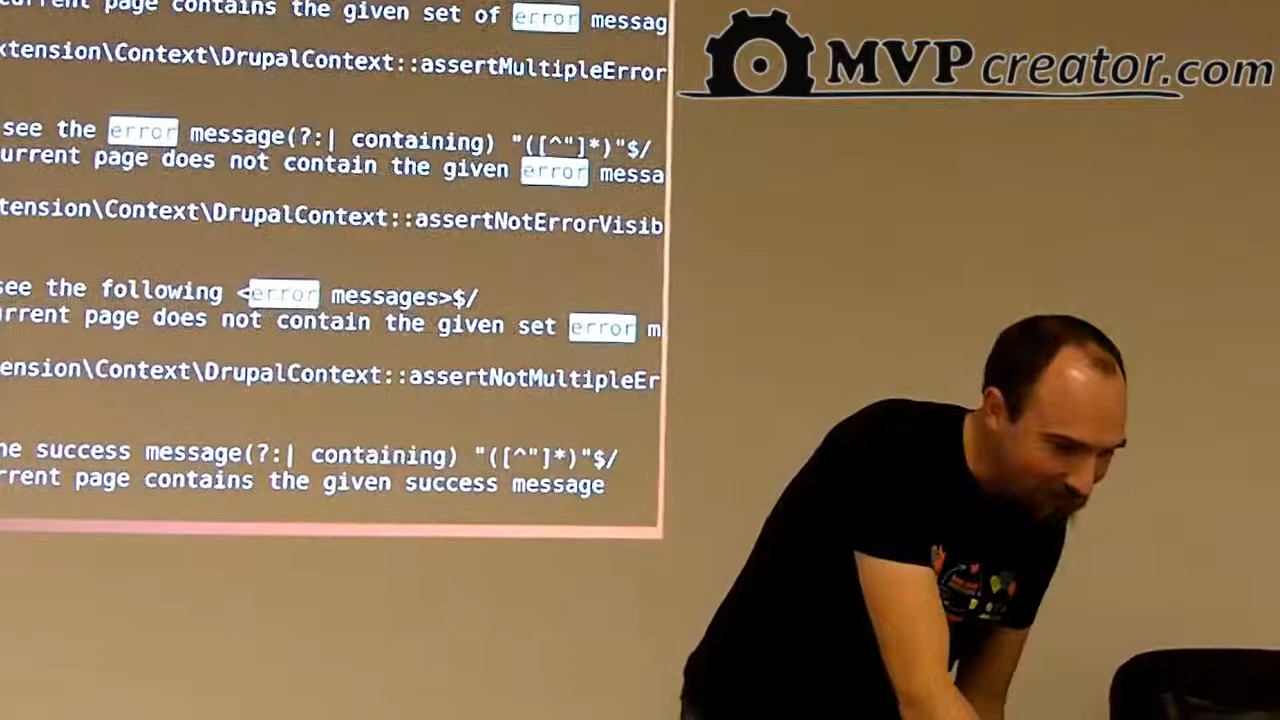 current page contains the given set of error messag
xtension\Context\DrupalContext::assertMultipleError
see the error message(?:| containing) "([^"]*)"$/
urrent page does not contain the given error messa
tension\Context\DrupalContext::assertNotErrorVisib
see the following <error messages>$/
rrent page does not contain the given set error m
ension\Context\DrupalContext::assertNotMultipleEr
he success message(?:| containing) "([^"]*)"$/
rrent page contains the given success message
MVPcreator.com